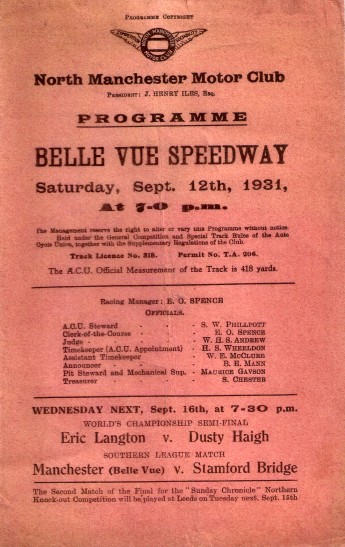 PROGRAMME COPYRIGHT
NORTH MANCHESTER
MOTOR CLUB
North Manchester Motor Club
PRESIDENT: J. HENRY ILES, ESQ.
PROGRAMME
BELLE VUE SPEEDWAY
Saturday, Sept. 12th, 1931,
At 7-0 p.m.
The Management reserve the right to alter or vary this Programme without notice.
Held under the General Competition and Special Track Rules of the Auto
Cycle Union, together with the Supplementary Regulations of the Club.
Track Licence No. 318. Permit No. T.A. 206.
The A.C.U. Official Measurement of the Track is 418 yards.
Racing Manager: E. O. SPENCE
OFFICIALS.
A.C.U. Steward - - - S. W. PHILLPOTT
Clerk-of-the-Course - - - E. O. SPENCE
Judge - - - W. H. S. ANDREW
Timekeeper (A.C.U. Appointment) - H. S. WHEELDON
Assistant Timekeeper - - W. E. McCLURE
Announcer - - - B. E. MANN
Pit Steward and Mechanical Sup. - MAURICE GAVSON
Treasurer - - - S. CHESTER
WEDNESDAY NEXT, Sept. 16th, at 7-30 p.m.
WORLD'S CHAMPIONSHIP SEMI-FINAL
Eric Langton v. Dusty Haigh
SOUTHERN LEAGUE MATCH
Manchester (Belle Vue) v. Stamford Bridge
The Second Match of the Final for the "Sunday Chronicle" Northern
Knock-out Competition will be played at Leeds on Tuesday next, Sept. 15th